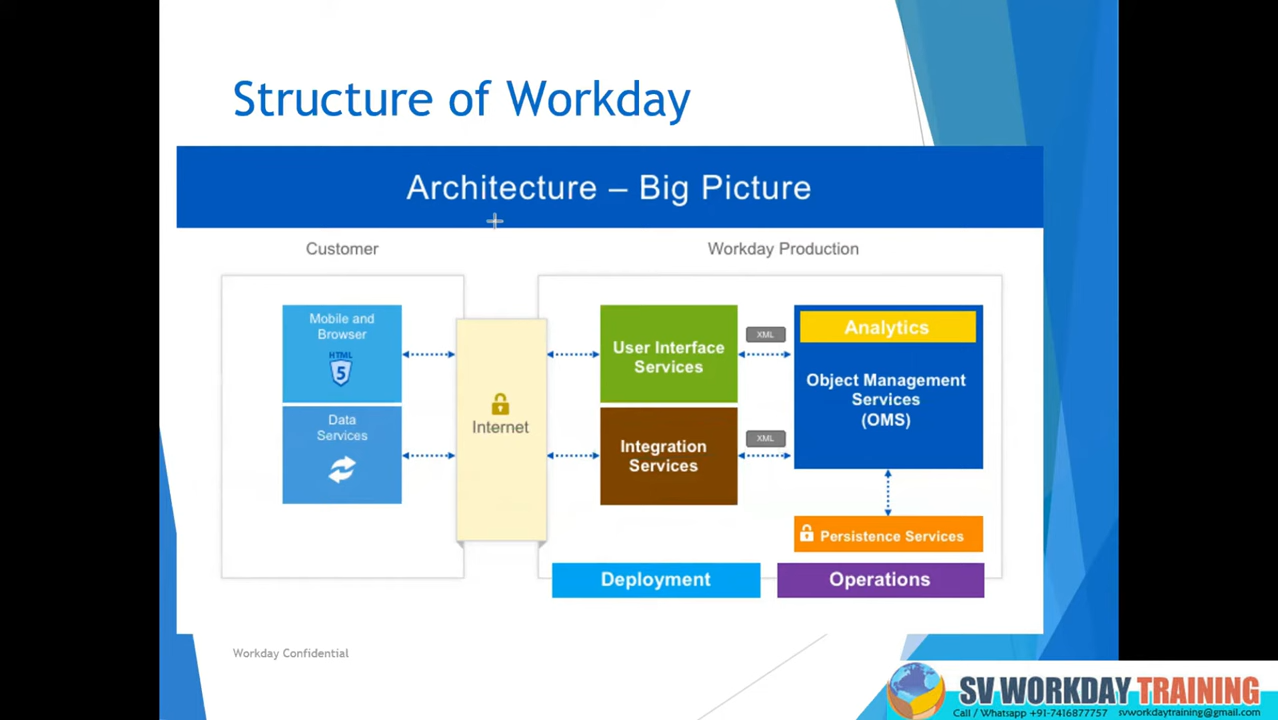 Structure of Workday
Architecture – Big Picture
Customer
Workday Production
Mobile and
Browser
HTML
5
Data
Services
Internet
User Interface
Services
Integration
Services
XML
XML
Analytics
Object Management
Services
(OMS)
Persistence Services
Deployment
Operations
Workday Confidential
SV WORKDAY TRAINING
Call / Whatsapp +91-7416877757 svworkdaytraining@gmail.com